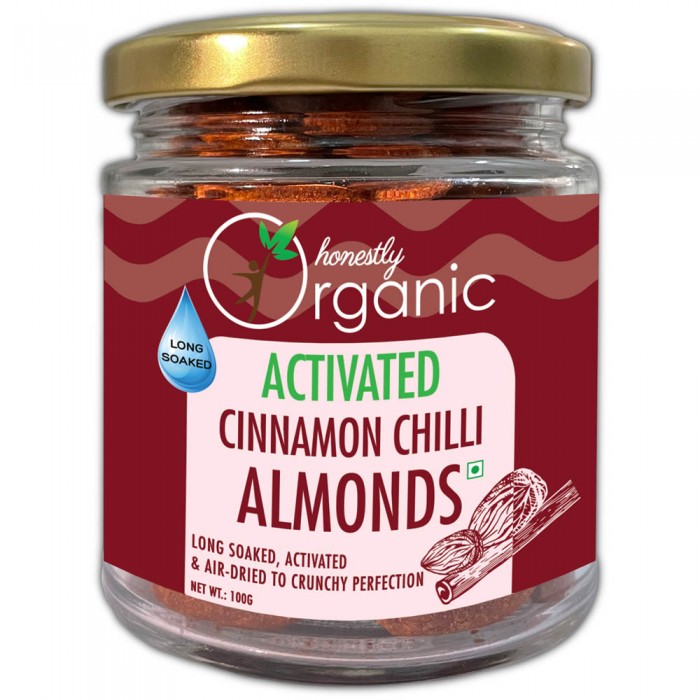 honestly
Organic
LONG
SOAKED
ACTIVATED
CINNAMON CHILLI
ALMONDS
LONG SOAKED, ACTIVATED
& AIR-DRIED TO CRUNCHY PERFECTION
NET WT.: 100G